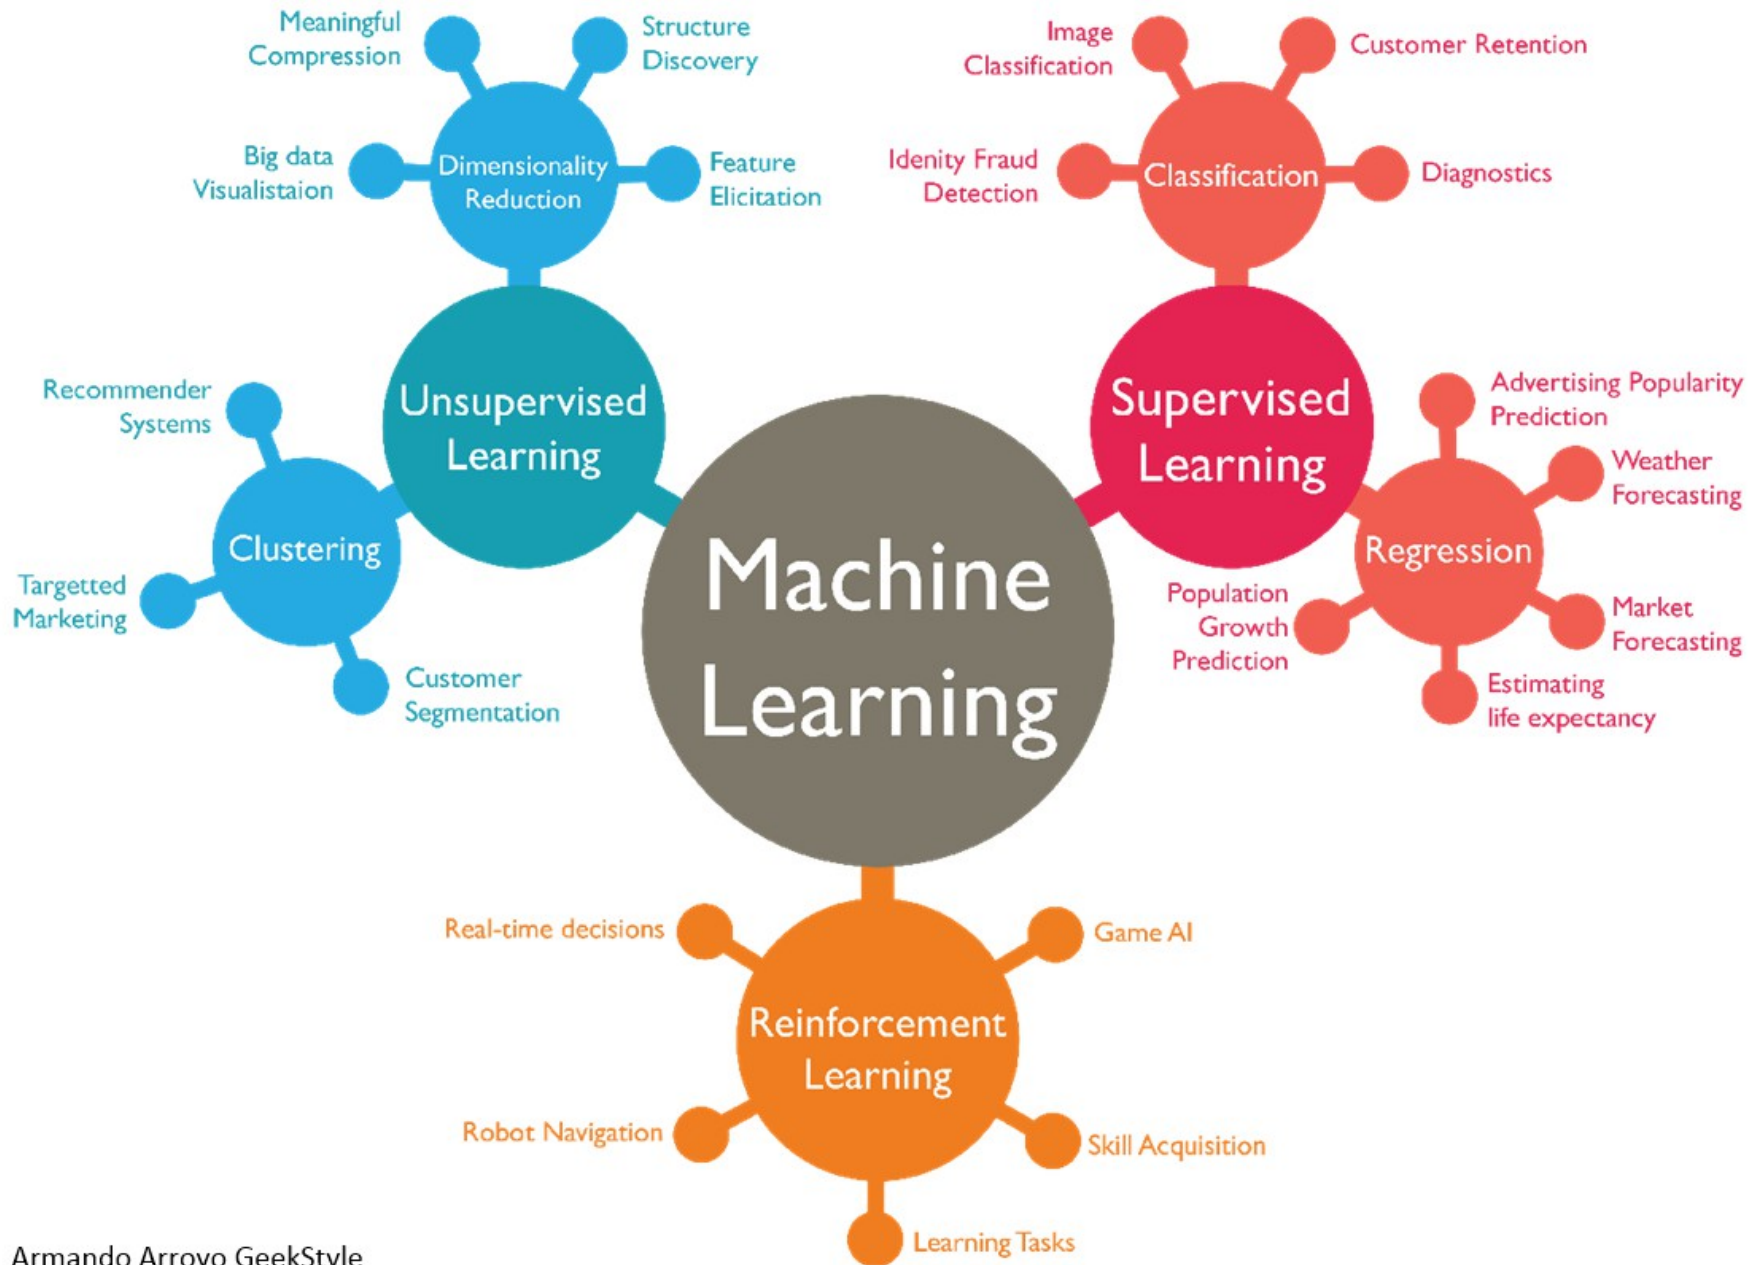 Meaningful
Compression
Structure
Discovery
Big data
Visualistaion
Dimensionality
Reduction
Feature
Elicitation
Image
Classification
Customer Retention
Idenity Fraud
Detection
Classification
Diagnostics
Unsupervised
Learning
Recommender
Systems
Clustering
Targetted
Marketing
Customer
Segmentation
Supervised
Learning
Advertising Popularity
Prediction
Weather
Forecasting
Regression
Population
Growth
Prediction
Market
Forecasting
Estimating
life expectancy
Machine
Learning
Real-time decisions
Game AI
Reinforcement
Learning
Robot Navigation
Skill Acquisition
Learning Tasks
Armando Arroyo GeekStyle